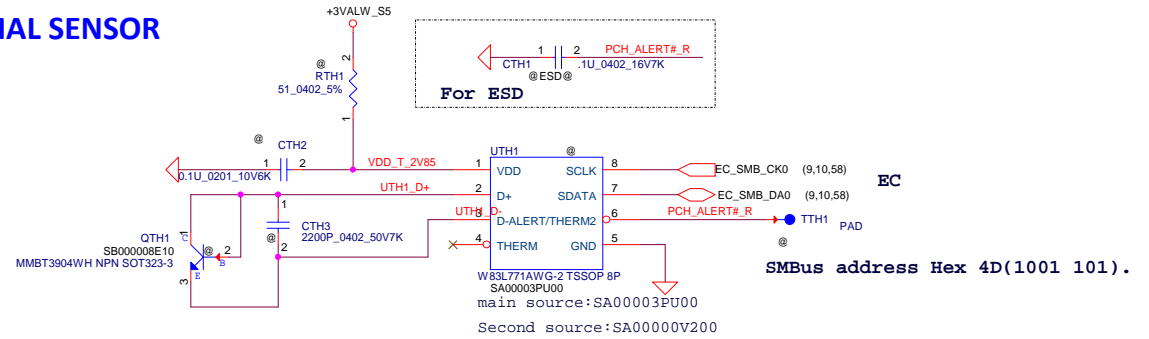 IAL SENSOR
+3VALW_S5
2
@
RTH1
51_0402_5%
1
1 2 PCH_ALERT#_R
CTH1 .1U_0402_16V7K
@ESD@
For ESD
@ CTH2
1 2 VDD_T_2V85
0.1U_0201_10V6K
UTH1_D+
UTH1_D-
1
CTH3
@ 2200P_0402_50V7K
2
QTH1
SB000008E10
MMBT3904WH NPN SOT323-3
1 C
@ 2
B
E
3
UTH1 @
1 VDD SCLK 8
2 D+ SDATA 7
3 D-ALERT/THERM2 6
4 THERM GND 5
W83L771AWG-2 TSSOP 8P
SA00003PU00
main source:SA00003PU00
Second source:SA00000V200
EC_SMB_CK0 (9,10,58)
EC
EC_SMB_DA0 (9,10,58)
PCH_ALERT#_R
TTH1
PAD
@
SMBus address Hex 4D(1001 101).